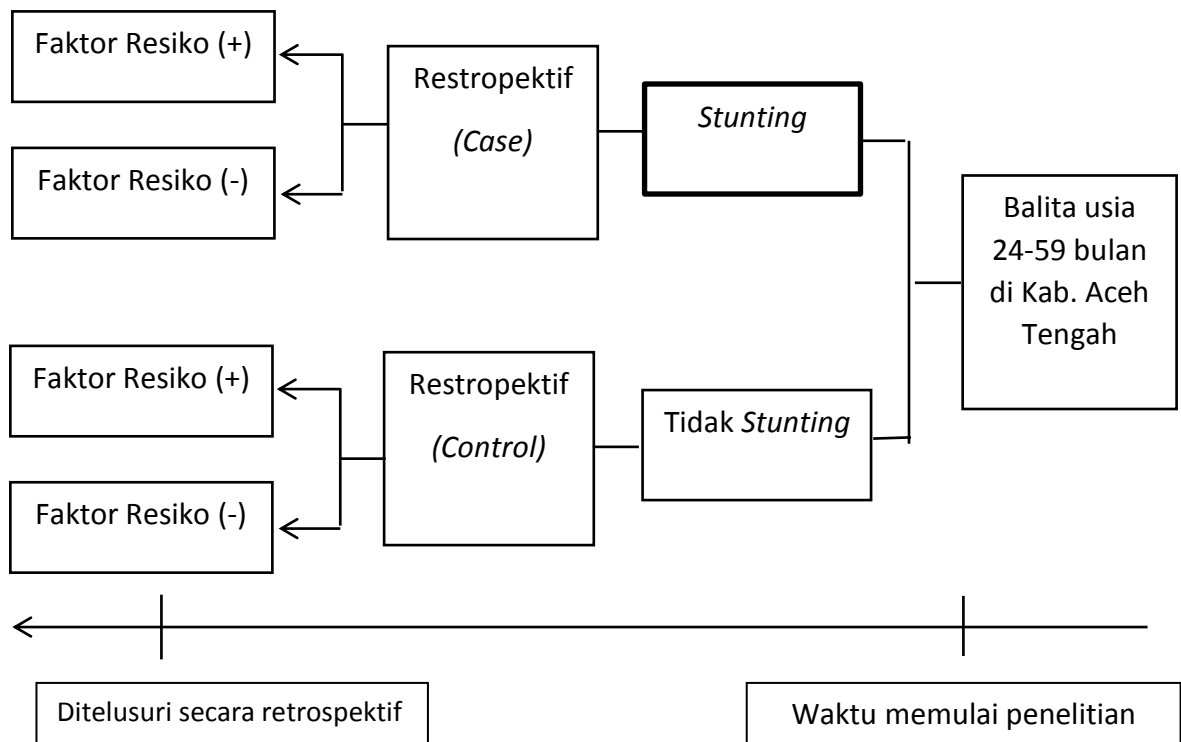 Faktor Resiko (+)
Faktor Resiko (-)
Restropektif
(Case)
Stunting
Balita usia
24-59 bulan
di Kab. Aceh
Tengah
Faktor Resiko (+)
Faktor Resiko (-)
Restropektif
(Control)
Tidak Stunting
Ditelusuri secara retrospektif
Waktu memulai penelitian